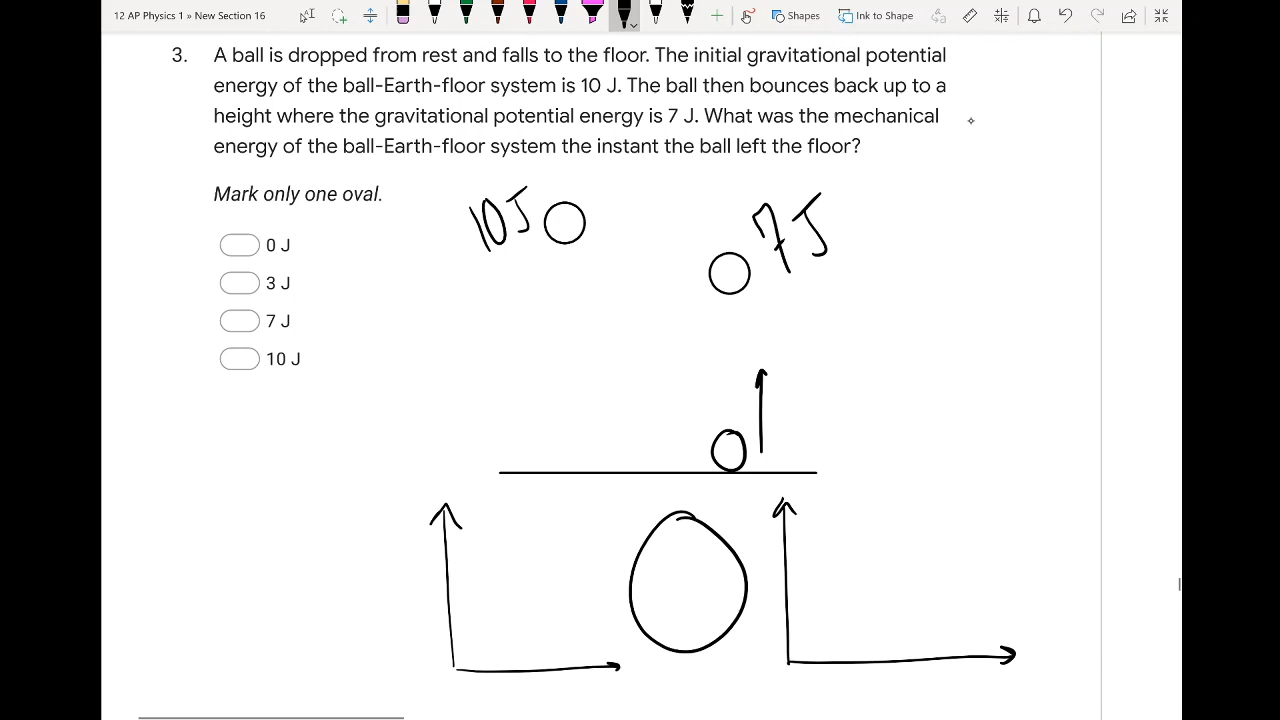 12 AP Physics 1 » New Section 16
Shapes
Ink to Shape
3. A ball is dropped from rest and falls to the floor. The initial gravitational potential
energy of the ball-Earth-floor system is 10 J. The ball then bounces back up to a
height where the gravitational potential energy is 7 J. What was the mechanical
energy of the ball-Earth-floor system the instant the ball left the floor?
Mark only one oval.
10J
7J
0 J
3 J
7 J
10 J